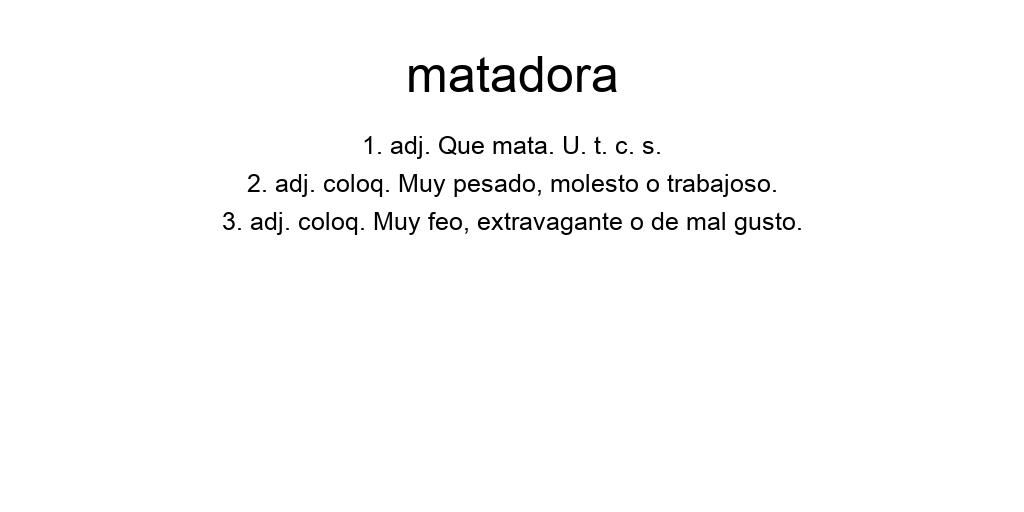 matadora
1. adj. Que mata. U. t. c. s.
2. adj. coloq. Muy pesado, molesto o trabajoso.
3. adj. coloq. Muy feo, extravagante o de mal gusto.